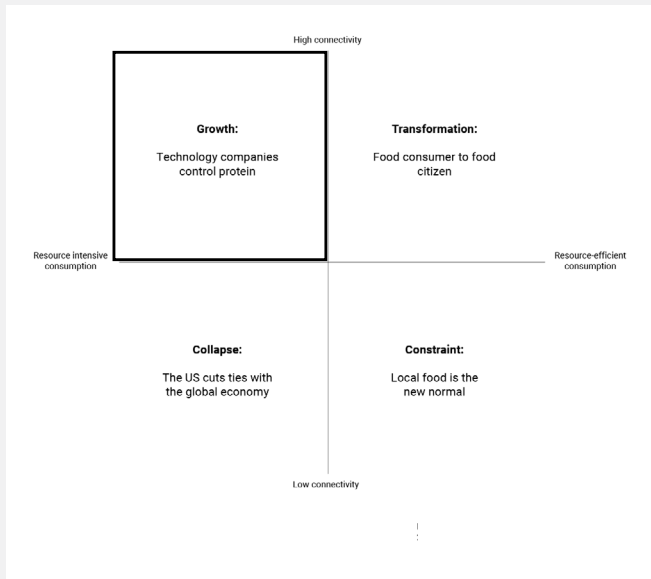 High connectivity
Growth:
Technology companies
control protein
Transformation:
Food consumer to food
citizen
Resource intensive
consumption
Resource-efficient
consumption
Collapse:
The US cuts ties with
the global economy
Constraint:
Local food is the
new normal
Low connectivity